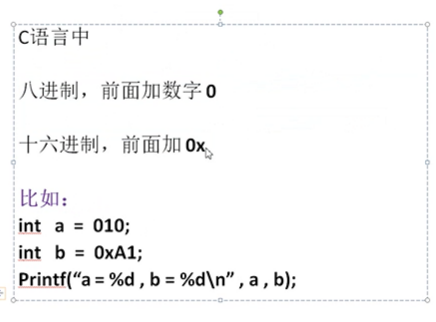 C语言中
八进制，前面加数字 0
十六进制，前面加 0x
比如：
int a = 010;
int b = 0xA1;
Printf(“a = %d , b = %d\n” , a , b);